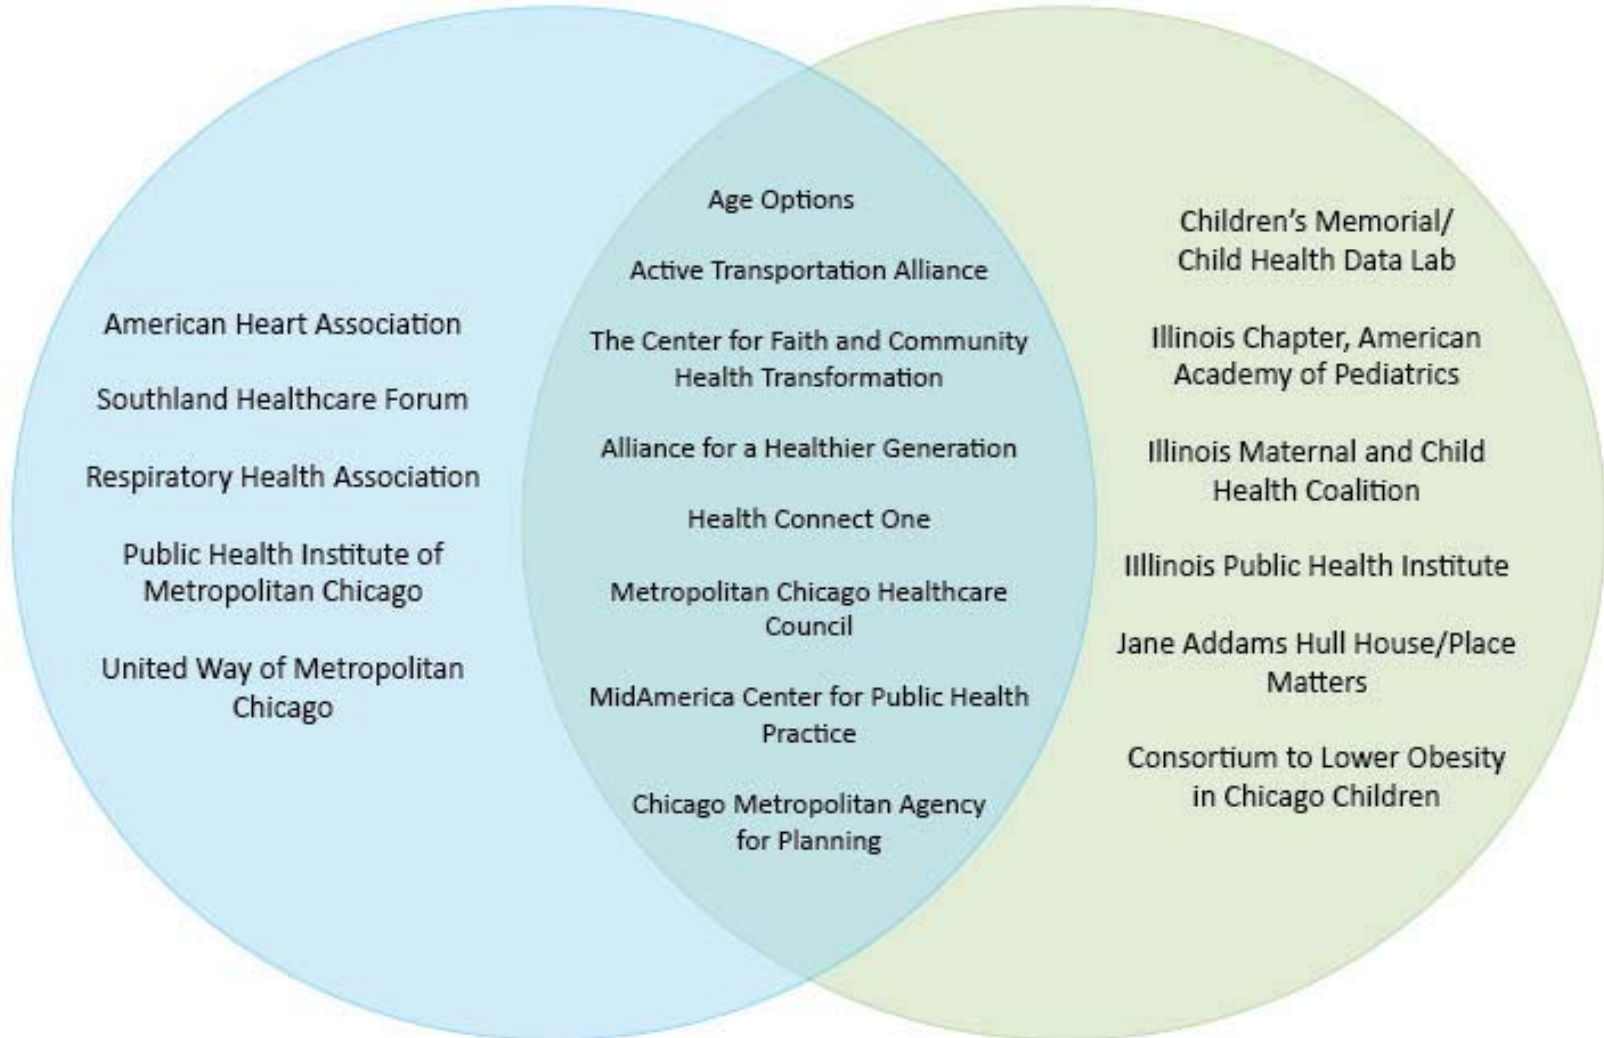 American Heart Association
Southland Healthcare Forum
Respiratory Health Association
Public Health Institute of
Metropolitan Chicago
United Way of Metropolitan
Chicago
Age Options
Active Transportation Alliance
The Center for Faith and Community
Health Transformation
Alliance for a Healthier Generation
Health Connect One
Metropolitan Chicago Healthcare
Council
MidAmerica Center for Public Health
Practice
Chicago Metropolitan Agency
for Planning
Children's Memorial/
Child Health Data Lab
Illinois Chapter, American
Academy of Pediatrics
Illinois Maternal and Child
Health Coalition
IIllinois Public Health Institute
Jane Addams Hull House/Place
Matters
Consortium to Lower Obesity
in Chicago Children